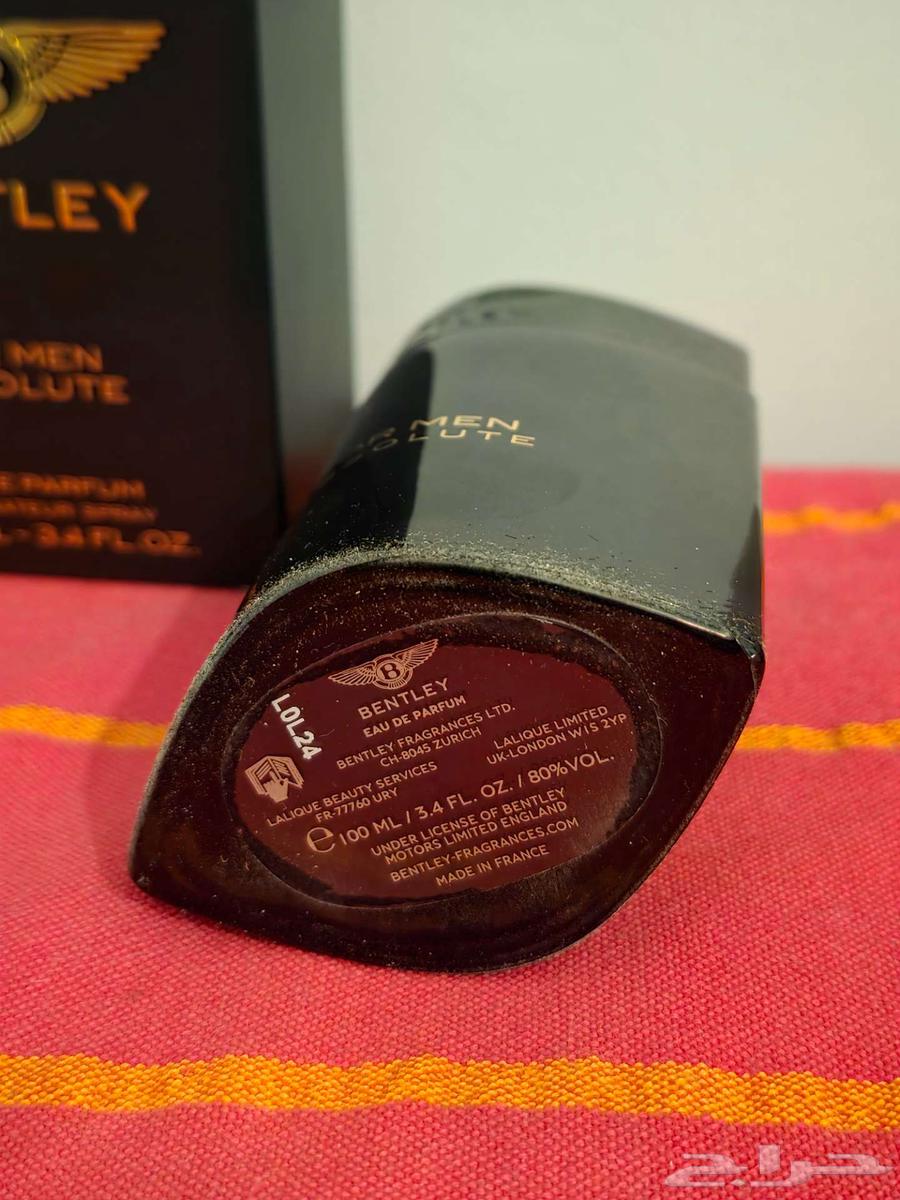 TLEY
MEN
OLUTE
E PARFUM
ATEUR SPRAY
L - 3.4 FL. OZ.
OR MEN
OLUTE
B
BENTLEY
EAU DE PARFUM
BENTLEY FRAGRANCES LTD.
CH-8045 ZURICH
LALIQUE LIMITED
UK-LONDON W1S 2YP
L0L24
LALIQUE BEAUTY SERVICES
FR-77760 URY
e 100 ML / 3.4 FL. OZ. / 80%VOL.
UNDER LICENSE OF BENTLEY
MOTORS LIMITED ENGLAND
BENTLEY-FRAGRANCES.COM
MADE IN FRANCE
حراج